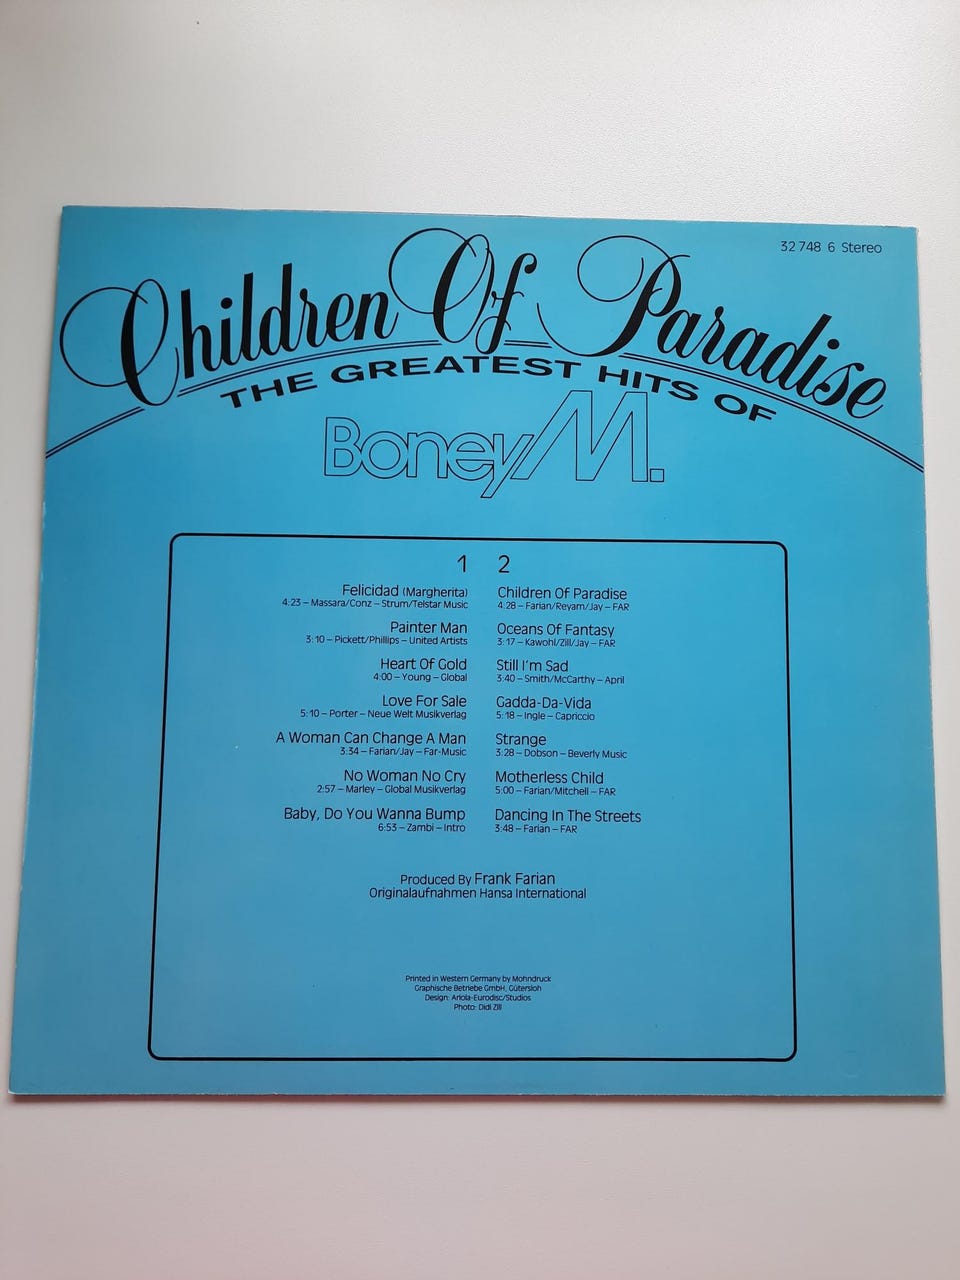 32 748 6 Stereo
Children Of Paradise
THE GREATEST HITS OF
Boney M.
1
Felicidad (Margherita)
4:23 – Massara/Conz – Strum/Telstar Music
Painter Man
3:10 – Pickett/Phillips – United Artists
Heart Of Gold
4:00 – Young – Global
Love For Sale
5:10 – Porter – Neue Welt Musikverlag
A Woman Can Change A Man
3:34 – Farian/Jay – Far-Music
No Woman No Cry
2:57 – Marley – Global Musikverlag
Baby, Do You Wanna Bump
6:53 – Zambi – Intro
2
Children Of Paradise
4:28 – Farian/Reyam/Jay – FAR
Oceans Of Fantasy
3:17 – Kawohl/Zill/Jay – FAR
Still I'm Sad
3:40 – Smith/McCarthy – April
Gadda-Da-Vida
5:18 – Ingle – Capriccio
Strange
3:28 – Dobson – Beverly Music
Motherless Child
5:00 – Farian/Mitchell – FAR
Dancing In The Streets
3:48 – Farian – FAR
Produced By Frank Farian
Originalaufnahmen Hansa International
Printed in Western Germany by Mohndruck
Graphische Betriebe GmbH, Gütersloh
Design: Ariola-Eurodisc/Studios
Photo: Didi Zill